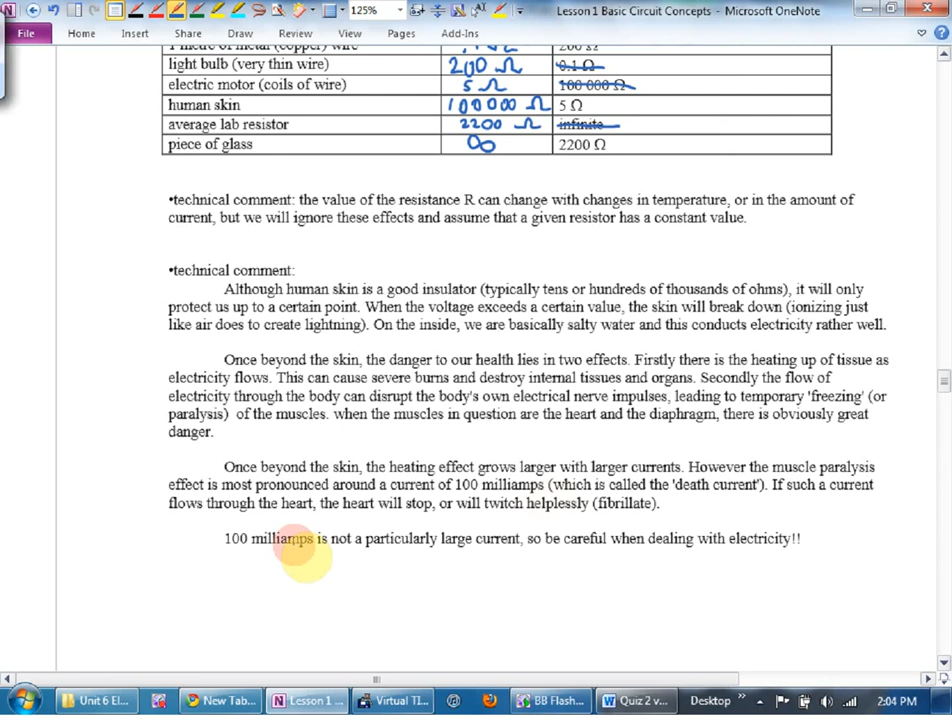 Lesson 1 Basic Circuit Concepts - Microsoft OneNote
125%
File Home Insert Share Draw Review View Pages Add-Ins
1 metre of metal (copper) wire 200 Ω
light bulb (very thin wire) 200 Ω 0.1 Ω
electric motor (coils of wire) 5 Ω 100 000 Ω
human skin 100000 Ω 5 Ω
average lab resistor 2200 Ω infinite
piece of glass ∞ 2200 Ω
•technical comment: the value of the resistance R can change with changes in temperature, or in the amount of
current, but we will ignore these effects and assume that a given resistor has a constant value.
•technical comment:
Although human skin is a good insulator (typically tens or hundreds of thousands of ohms), it will only
protect us up to a certain point. When the voltage exceeds a certain value, the skin will break down (ionizing just
like air does to create lightning). On the inside, we are basically salty water and this conducts electricity rather well.
Once beyond the skin, the danger to our health lies in two effects. Firstly there is the heating up of tissue as
electricity flows. This can cause severe burns and destroy internal tissues and organs. Secondly the flow of
electricity through the body can disrupt the body's own electrical nerve impulses, leading to temporary 'freezing' (or
paralysis) of the muscles. when the muscles in question are the heart and the diaphragm, there is obviously great
danger.
Once beyond the skin, the heating effect grows larger with larger currents. However the muscle paralysis
effect is most pronounced around a current of 100 milliamps (which is called the 'death current'). If such a current
flows through the heart, the heart will stop, or will twitch helplessly (fibrillate).
100 milliamps is not a particularly large current, so be careful when dealing with electricity!!
Unit 6 El... New Tab... Lesson 1 ... Virtual TI... BB Flash... Quiz 2 v... Desktop 2:04 PM